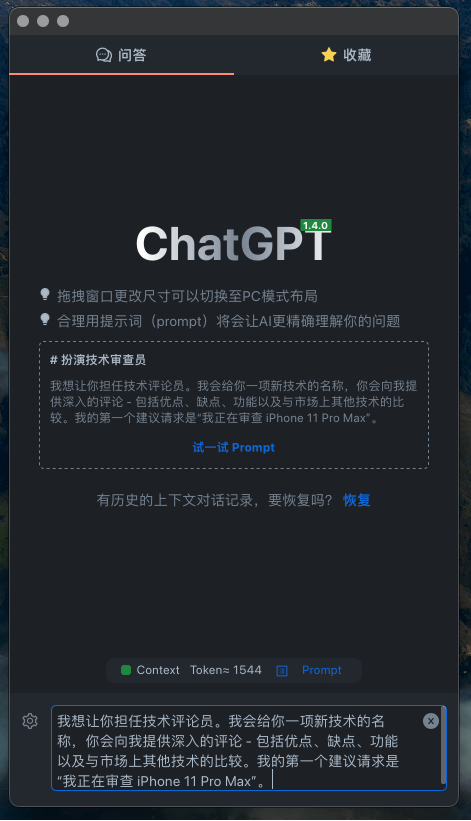 问答
收藏
ChatGPT
1.4.0
拖拽窗口更改尺寸可以切换至PC模式布局
合理用提示词（prompt）将会让AI更精确理解你的问题
# 扮演技术审查员
我想让你担任技术评论员。我会给你一项新技术的名称，你会向我提
供深入的评论 - 包括优点、缺点、功能以及与市场上其他技术的比
较。我的第一个建议请求是“我正在审查 iPhone 11 Pro Max”。
试一试 Prompt
有历史的上下文对话记录，要恢复吗？ 恢复
Context Token≈ 1544 Prompt
我想让你担任技术评论员。我会给你一项新技术的名
称，你会向我提供深入的评论 - 包括优点、缺点、功能
以及与市场上其他技术的比较。我的第一个建议请求是
“我正在审查 iPhone 11 Pro Max”。